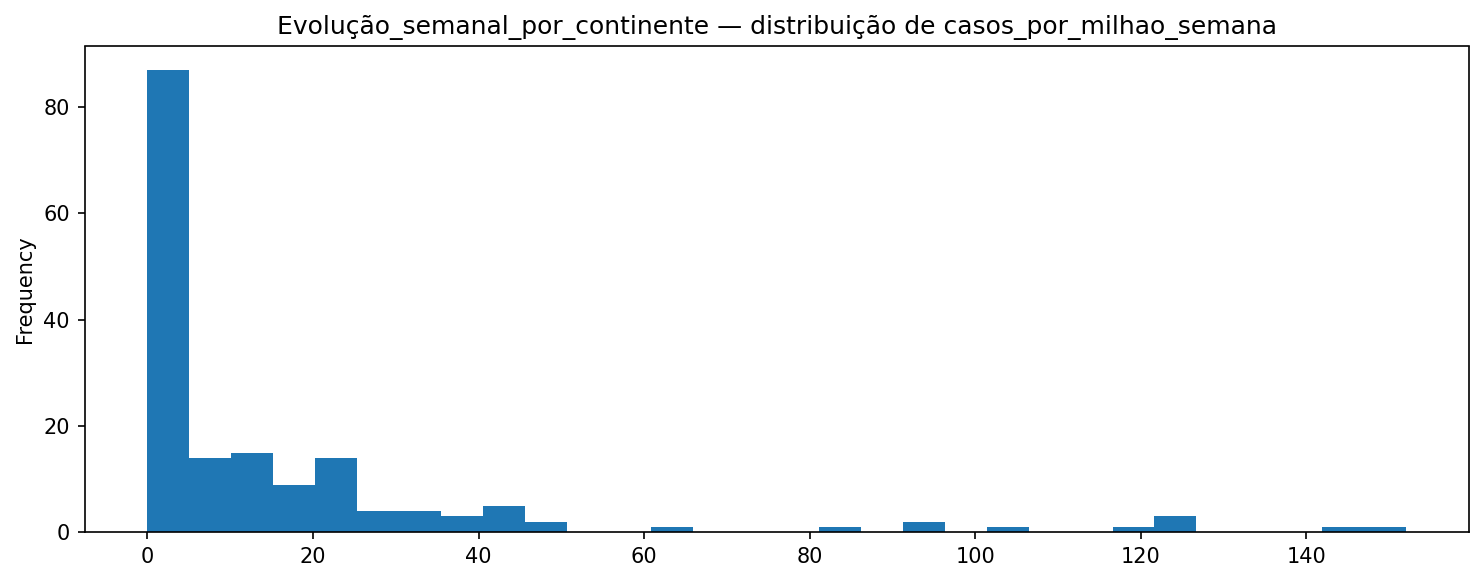 Evolução_semanal_por_continente — distribuição de casos_por_milhao_semana
Frequency
80
60
40
20
0
0 20 40 60 80 100 120 140